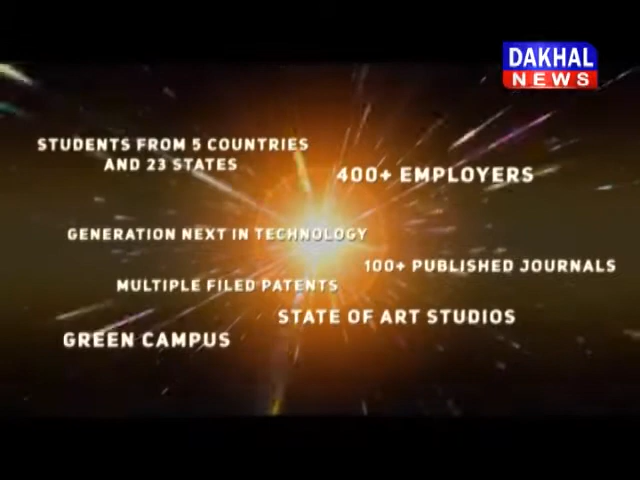 DAKHAL
NEWS
STUDENTS FROM 5 COUNTRIES
AND 23 STATES
400+ EMPLOYERS
GENERATION NEXT IN TECHNOLOGY
100+ PUBLISHED JOURNALS
MULTIPLE FILED PATENTS
STATE OF ART STUDIOS
GREEN CAMPUS